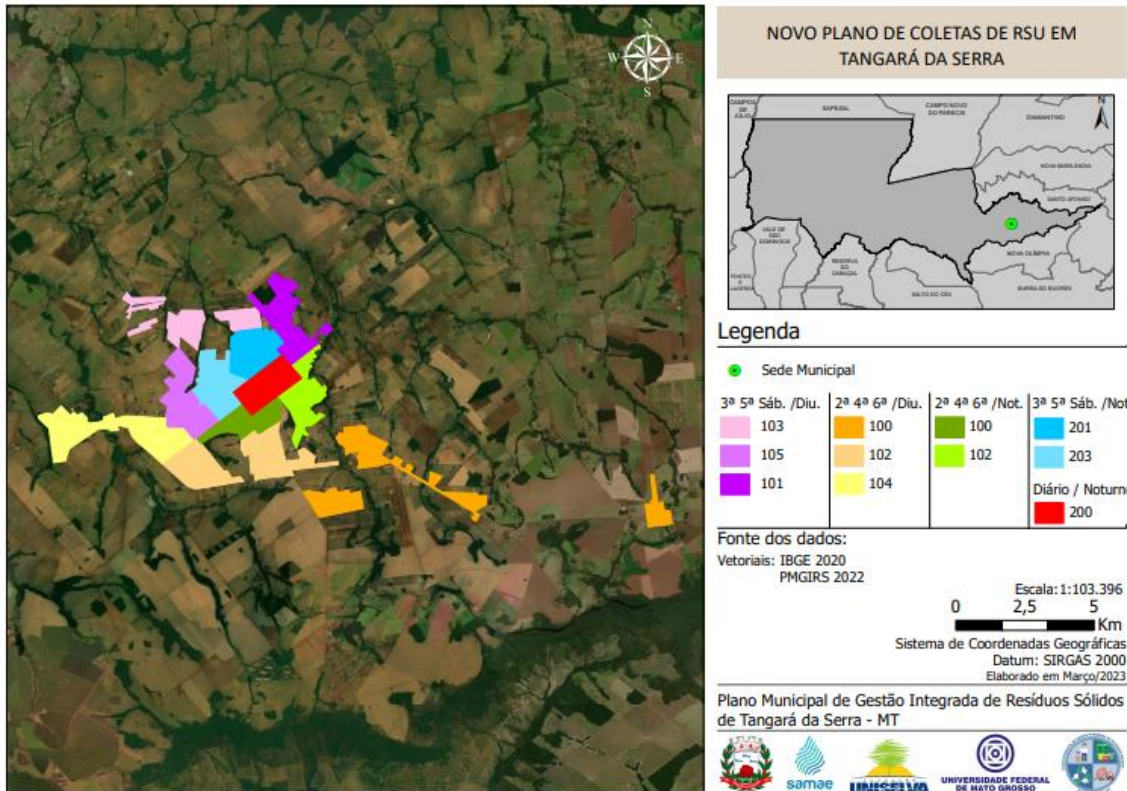 N
W
E
S
NOVO PLANO DE COLETAS DE RSU EM
TANGARÁ DA SERRA
CAMPOS
DE
JÚLIO
SAPEZAL
CAMPO NOVO
DO PARECIS
DIAMANTINO
N
NOVA MARILÂNDIA
SANTO AFONSO
VALE DE
SÃO
DOMINGOS
RESERVA
DO
CABAÇAL
NOVA OLÍMPIA
PONTES
E
LACERDA
SALTO DO CÉU
BARRA DO BUGRES
Legenda
Sede Municipal
3ª 5ª Sáb. /Diu.
103
105
101
2ª 4ª 6ª /Diu.
100
102
104
2ª 4ª 6ª /Not.
100
102
3ª 5ª Sáb. /Not
201
203
Diário / Noturn
200
Fonte dos dados:
Vetoriais: IBGE 2020
PMGIRS 2022
Escala:1:103.396
0 2,5 5
Km
Sistema de Coordenadas Geográficas
Datum: SIRGAS 2000
Elaborado em Março/2023
Plano Municipal de Gestão Integrada de Resíduos Sólidos
de Tangará da Serra - MT
samae
UNISELVA
UNIVERSIDADE FEDERAL
DE MATO GROSSO